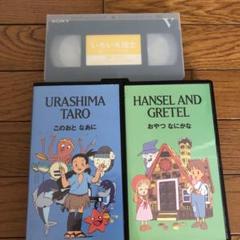 SONY
V
URASHIMA
TARO
このおと なあに
HANSEL AND
GRETEL
おやつ なにかな